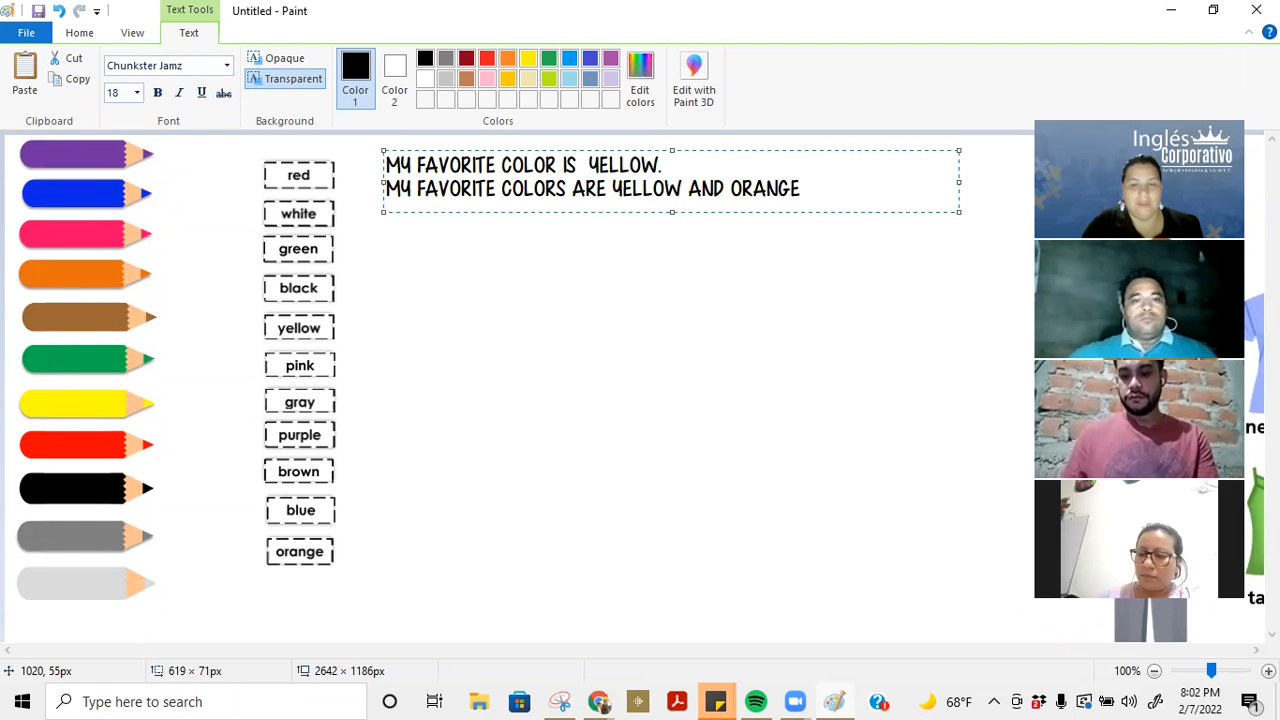 Text Tools
Untitled - Paint
File
Home
View
Text
Paste
Cut
Copy
Clipboard
Chunkster Jamz
18
B I U abc
Font
Opaque
Transparent
Background
Color 1
Color 2
Edit colors
Edit with Paint 3D
Colors
red
white
green
black
yellow
pink
gray
purple
brown
blue
orange
MY FAVORITE COLOR IS  YELLOW.
MY FAVORITE COLORS ARE YELLOW AND ORANGE
Inglés
Corporativo
ne
ta
1020, 55px
619 × 71px
2642 × 1186px
100%
Type here to search
68°F
8:02 PM
2/7/2022